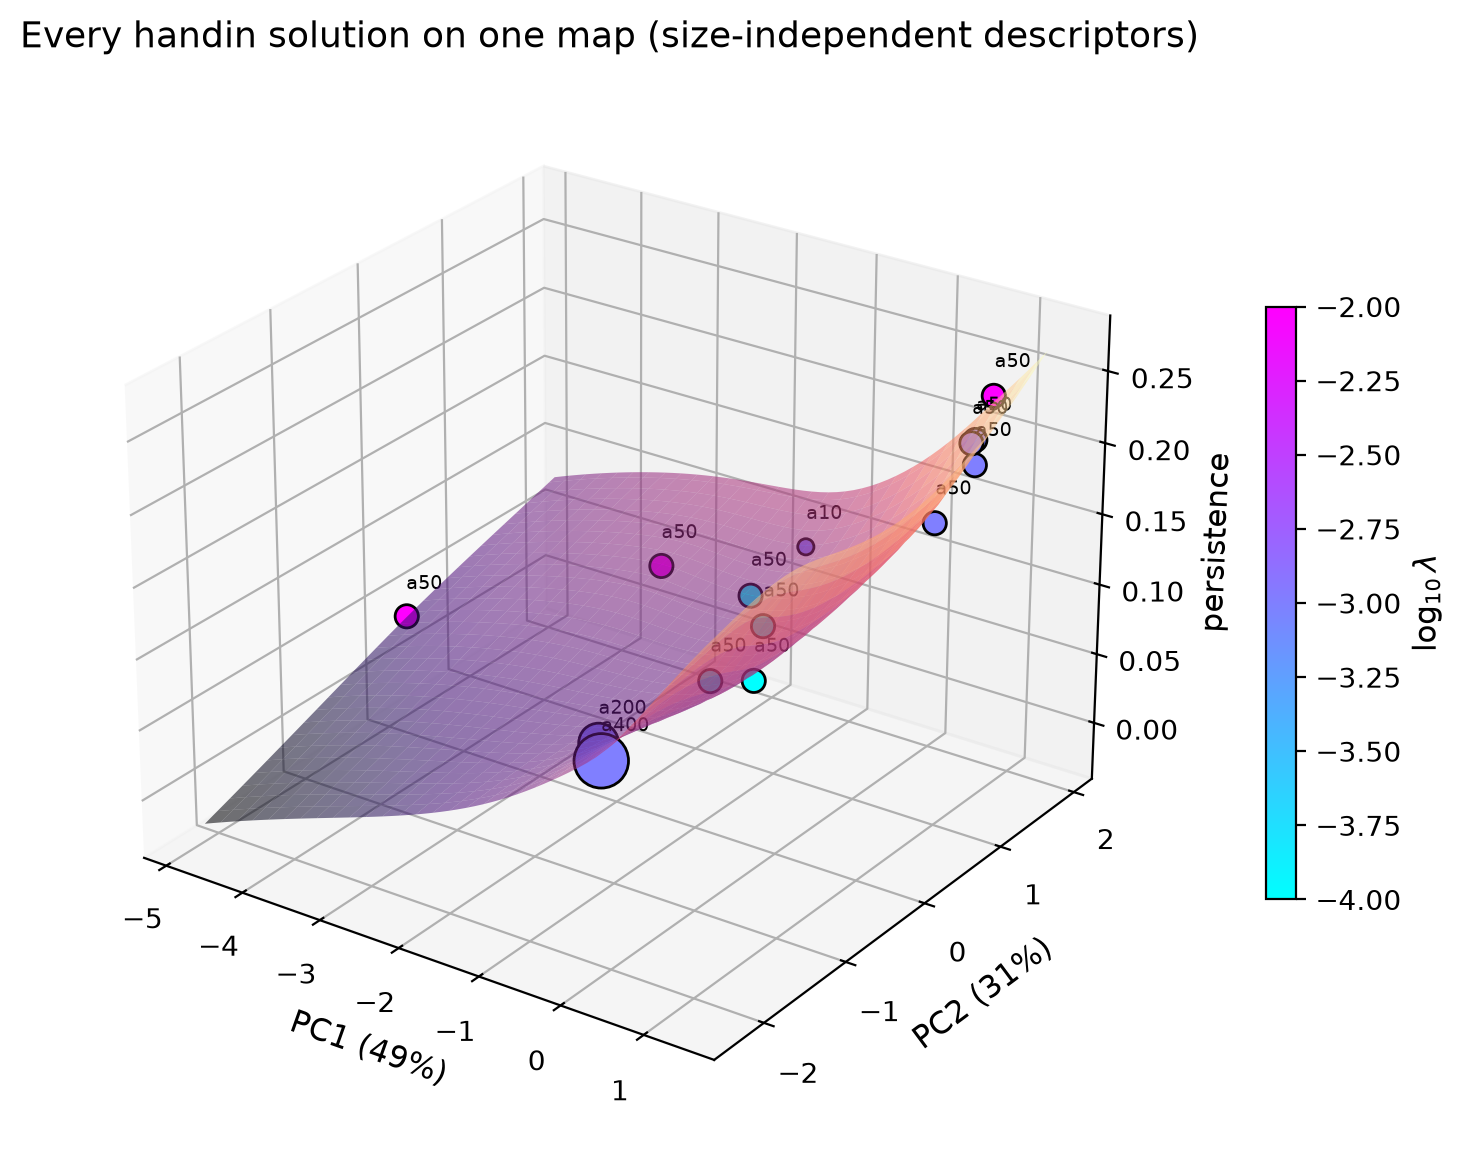 Every handin solution on one map (size-independent descriptors)
a50
a50
a50
a50
a50
a10
a50
a50
a50
a50
a50
a200
a400
0.25
0.20
0.15
0.10
0.05
0.00
persistence
−5
−4
−3
−2
−1
0
1
PC1 (49%)
−2
−1
0
1
2
PC2 (31%)
−2.00
−2.25
−2.50
−2.75
−3.00
−3.25
−3.50
−3.75
−4.00
log₁₀ λ